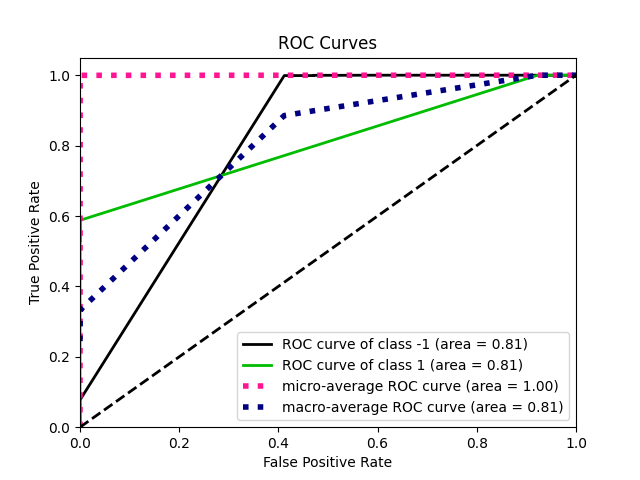 ROC Curves
True Positive Rate
1.0
0.8
0.6
0.4
0.2
0.0
ROC curve of class -1 (area = 0.81)
ROC curve of class 1 (area = 0.81)
micro-average ROC curve (area = 1.00)
macro-average ROC curve (area = 0.81)
0.0 0.2 0.4 0.6 0.8 1.0
False Positive Rate